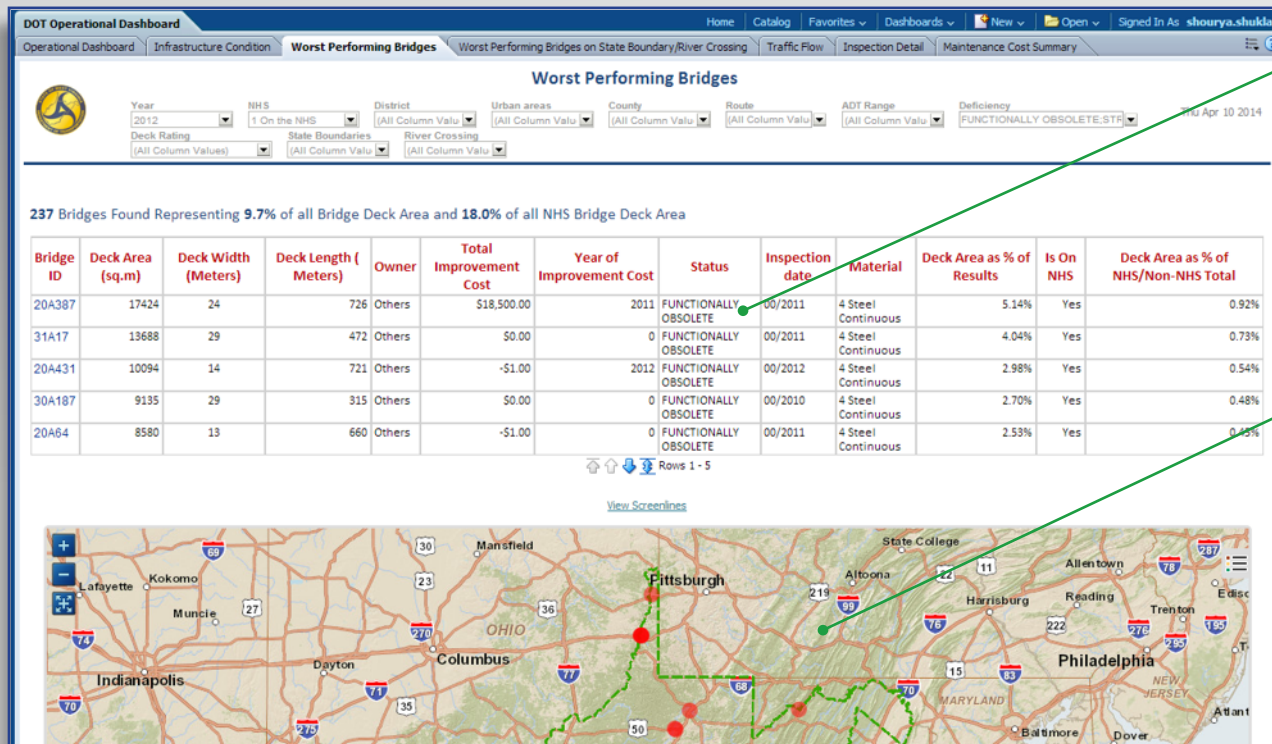 DOT Operational Dashboard
Home Catalog Favorites Dashboards New Open Signed In As shourya.shukla
Operational Dashboard Infrastructure Condition Worst Performing Bridges Worst Performing Bridges on State Boundary/River Crossing Traffic Flow Inspection Detail Maintenance Cost Summary
Worst Performing Bridges
Year NHS District Urban areas County Route ADT Range Deficiency
2012 1 On the NHS (All Column Valu (All Column Valu (All Column Valu (All Column Valu (All Column Valu FUNCTIONALLY OBSOLETE;STR
Thu Apr 10 2014
Deck Rating State Boundaries River Crossing
(All Column Values) (All Column Valu (All Column Valu
237 Bridges Found Representing 9.7% of all Bridge Deck Area and 18.0% of all NHS Bridge Deck Area
Bridge ID Deck Area (sq.m) Deck Width (Meters) Deck Length ( Meters) Owner Total Improvement Cost Year of Improvement Cost Status Inspection date Material Deck Area as % of Results Is On NHS Deck Area as % of NHS/Non-NHS Total
20A387 17424 24 726 Others $18,500.00 2011 FUNCTIONALLY OBSOLETE 00/2011 4 Steel Continuous 5.14% Yes 0.92%
31A17 13688 29 472 Others $0.00 0 FUNCTIONALLY OBSOLETE 00/2011 4 Steel Continuous 4.04% Yes 0.73%
20A431 10094 14 721 Others -$1.00 2012 FUNCTIONALLY OBSOLETE 00/2012 4 Steel Continuous 2.98% Yes 0.54%
30A187 9135 29 315 Others $0.00 0 FUNCTIONALLY OBSOLETE 00/2010 4 Steel Continuous 2.70% Yes 0.48%
20A64 8580 13 660 Others -$1.00 0 FUNCTIONALLY OBSOLETE 00/2011 4 Steel Continuous 2.53% Yes 0.45%
Rows 1 - 5
View Screenlines
+
69 30 Mansfield State College 287
Lafayette Kokomo 23 Pittsburgh Altoona 22 11 Allentown 78
Muncie 27 36 219 99 Harrisburg Reading Edisc
74 270 OHIO 76 222 276 Trenton 195
295
Columbus Philadelphia
Indianapolis Dayton 77 68 15 83 NEW JERSEY
70 71 35 70 MARYLAND Atlant
275 50 Baltimore Dover